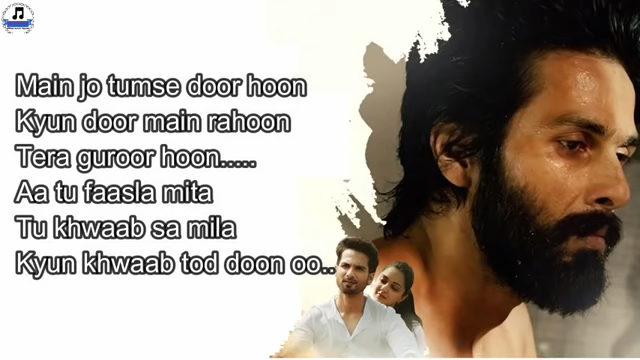 Main jo tumse door hoon
Kyun door main rahoon
Tera guroor hoon.....
Aa tu faasla mita
Tu khwaab sa mila
Kyun khwaab tod doon oo..